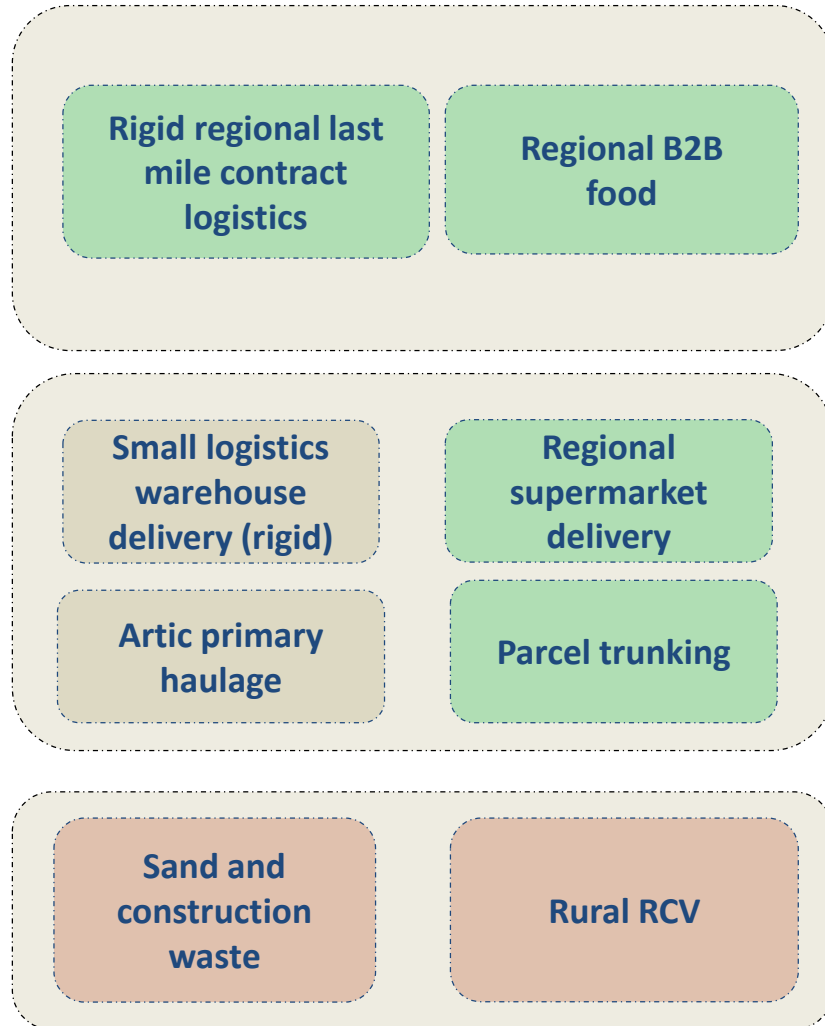 Rigid regional last
mile contract
logistics
Regional B2B
food
Small logistics
warehouse
delivery (rigid)
Regional
supermarket
delivery
Artic primary
haulage
Parcel trunking
Sand and
construction
waste
Rural RCV